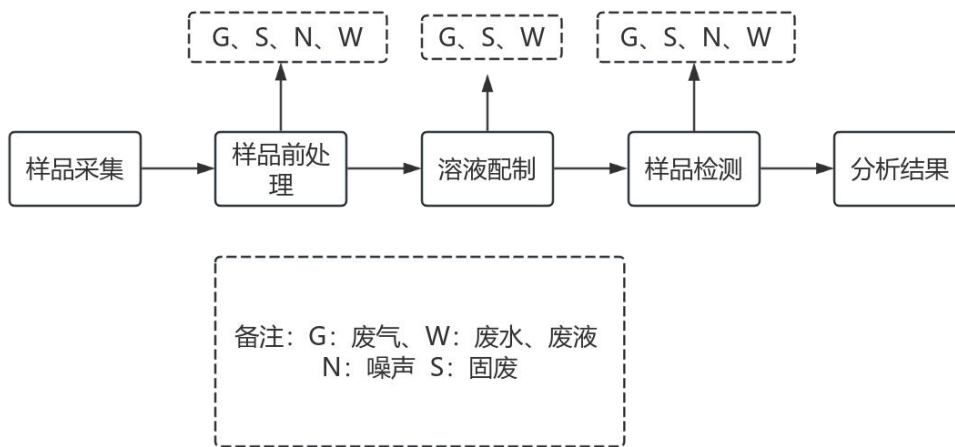 G、S、N、W
G、S、W
G、S、N、W
样品采集
样品前处
理
溶液配制
样品检测
分析结果
备注：G：废气、W：废水、废液
N：噪声 S：固废